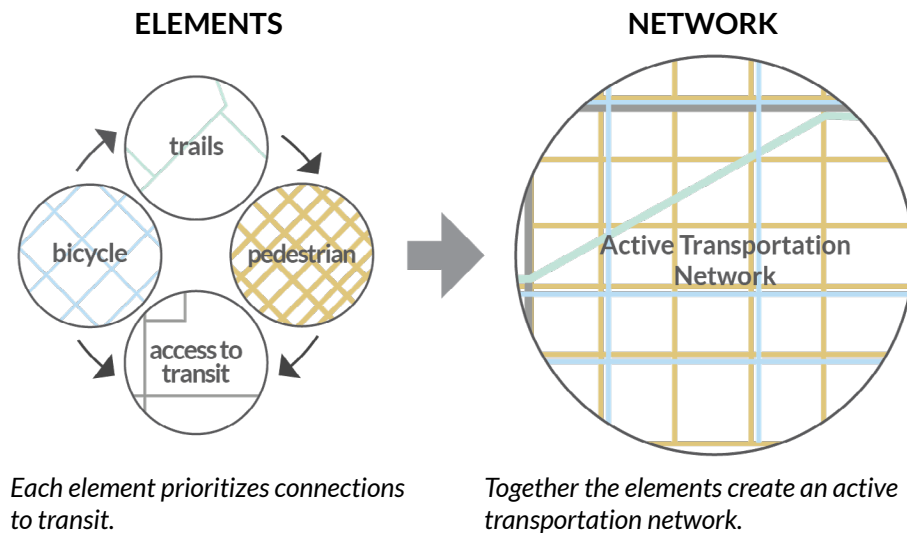 ELEMENTS
trails
bicycle
pedestrian
access to
transit
Each element prioritizes connections
to transit.
NETWORK
Active Transportation
Network
Together the elements create an active
transportation network.